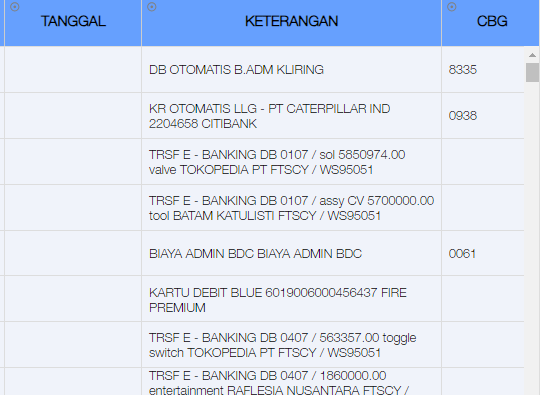 TANGGAL KETERANGAN CBG
DB OTOMATIS B.ADM KLIRING 8335
KR OTOMATIS LLG - PT CATERPILLAR IND
2204658 CITIBANK 0938
TRSF E - BANKING DB 0107 / sol 5850974.00
valve TOKOPEDIA PT FTSCY / WS95051
TRSF E - BANKING DB 0107 / assy CV 5700000.00
tool BATAM KATULISTI FTSCY / WS95051
BIAYA ADMIN BDC BIAYA ADMIN BDC 0061
KARTU DEBIT BLUE 6019006000456437 FIRE
PREMIUM
TRSF E - BANKING DB 0407 / 563357.00 toggle
switch TOKOPEDIA PT FTSCY / WS95051
TRSF E - BANKING DB 0407 / 1860000.00
entertainment RAFLESIA NUSANTARA FTSCY /